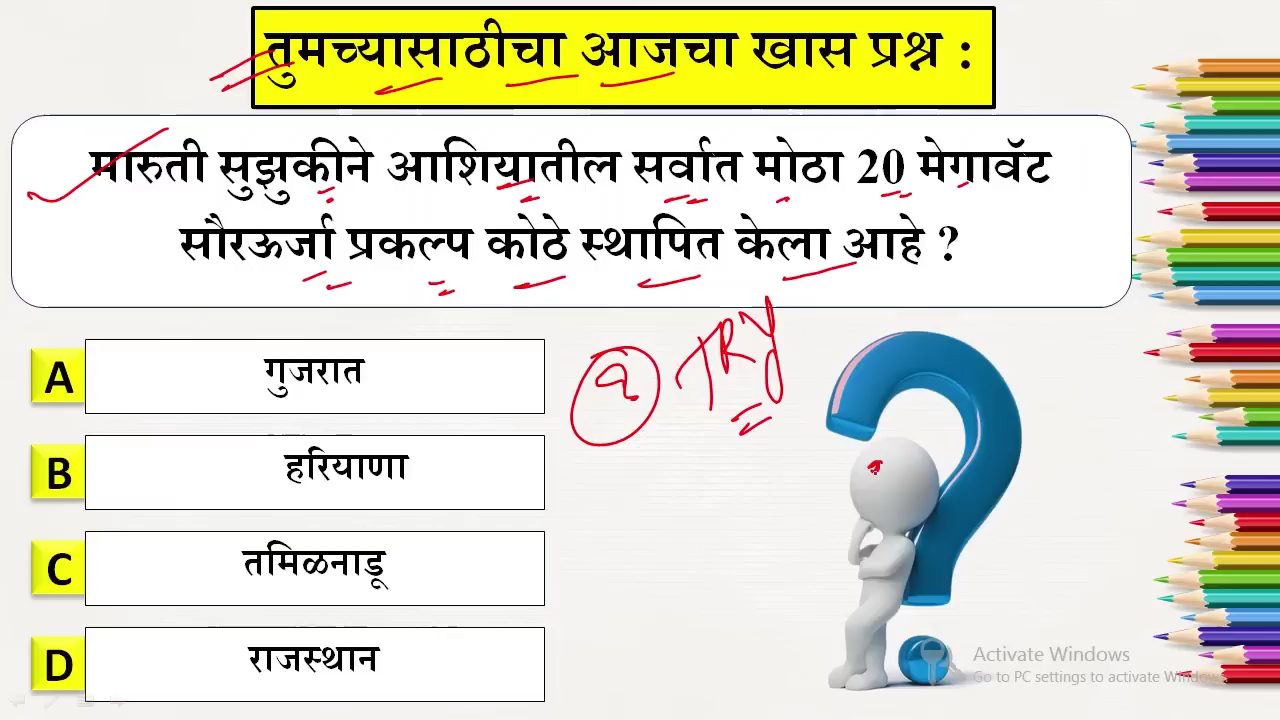 तुमच्यासाठीचा आजचा खास प्रश्न :
मारुती सुझुकीने आशियातील सर्वात मोठा 20 मेगावॅट
सौरऊर्जा प्रकल्प कोठे स्थापित केला आहे ?
A गुजरात
TRY
B हरियाणा
C तमिळनाडू
D राजस्थान
Activate Windows
Go to PC settings to activate Windows